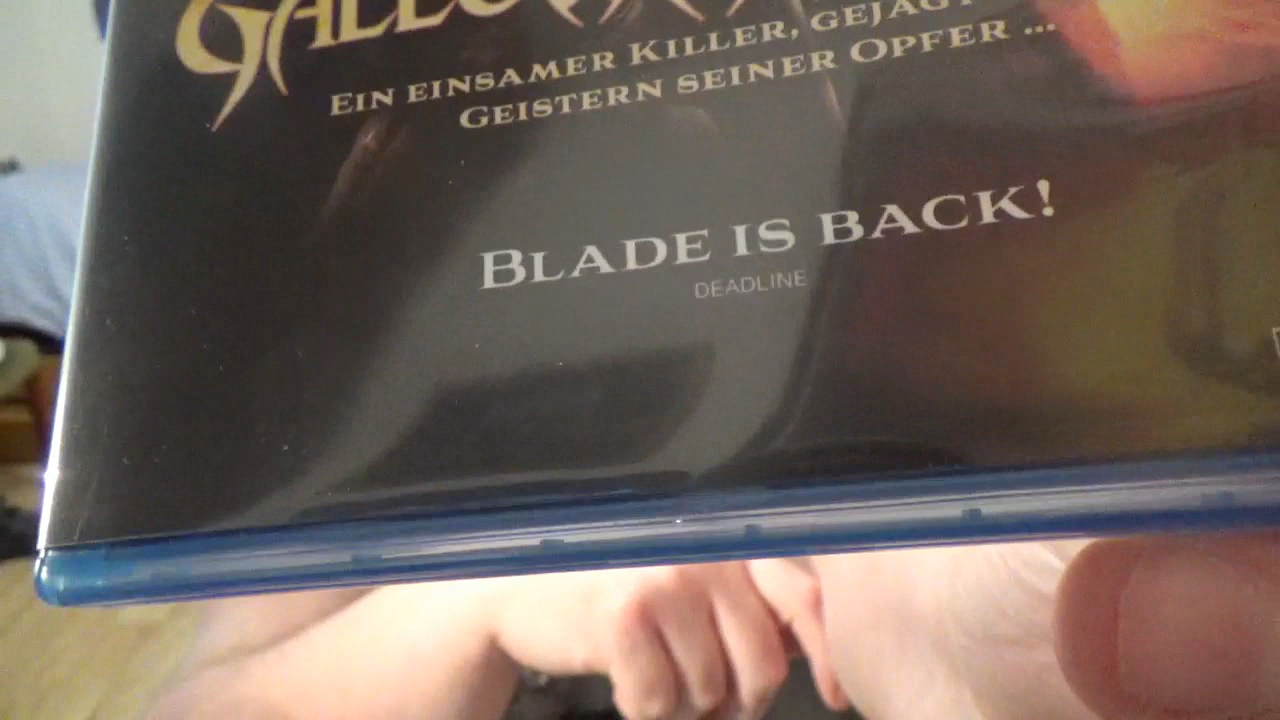 EIN EINSAMER KILLER, GEJAGT
GEISTERN SEINER OPFER ...
BLADE IS BACK!
DEADLINE